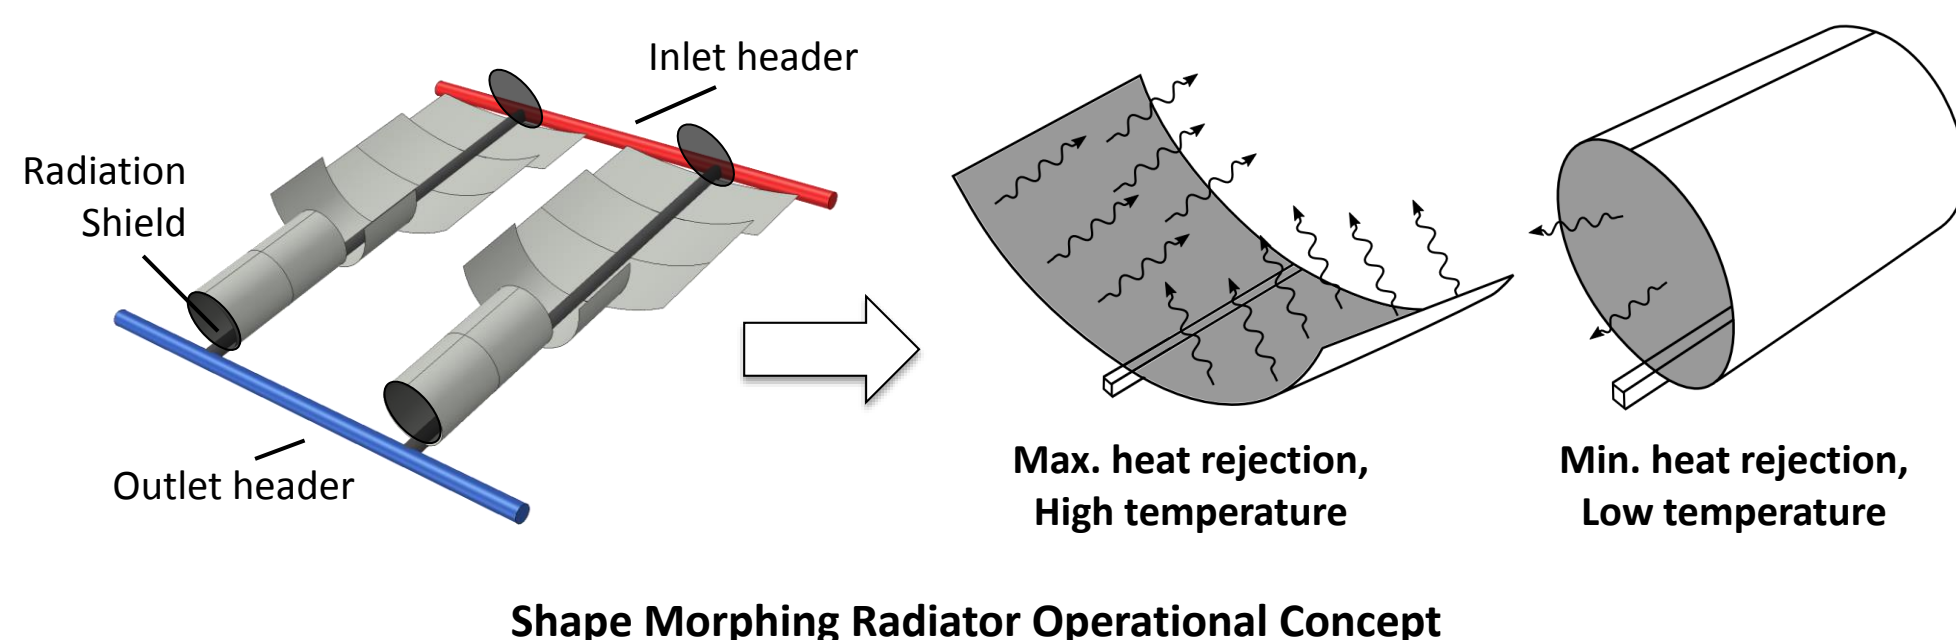 Inlet header
Radiation
Shield
Outlet header
Max. heat rejection,
High temperature
Min. heat rejection,
Low temperature
Shape Morphing Radiator Operational Concept